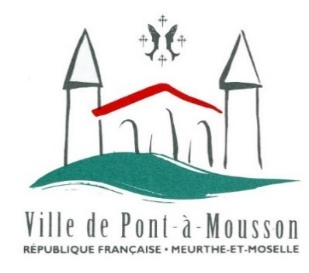 Ville de Pont-à-Mousson
RÉPUBLIQUE FRANÇAISE • MEURTHE-ET-MOSELLE